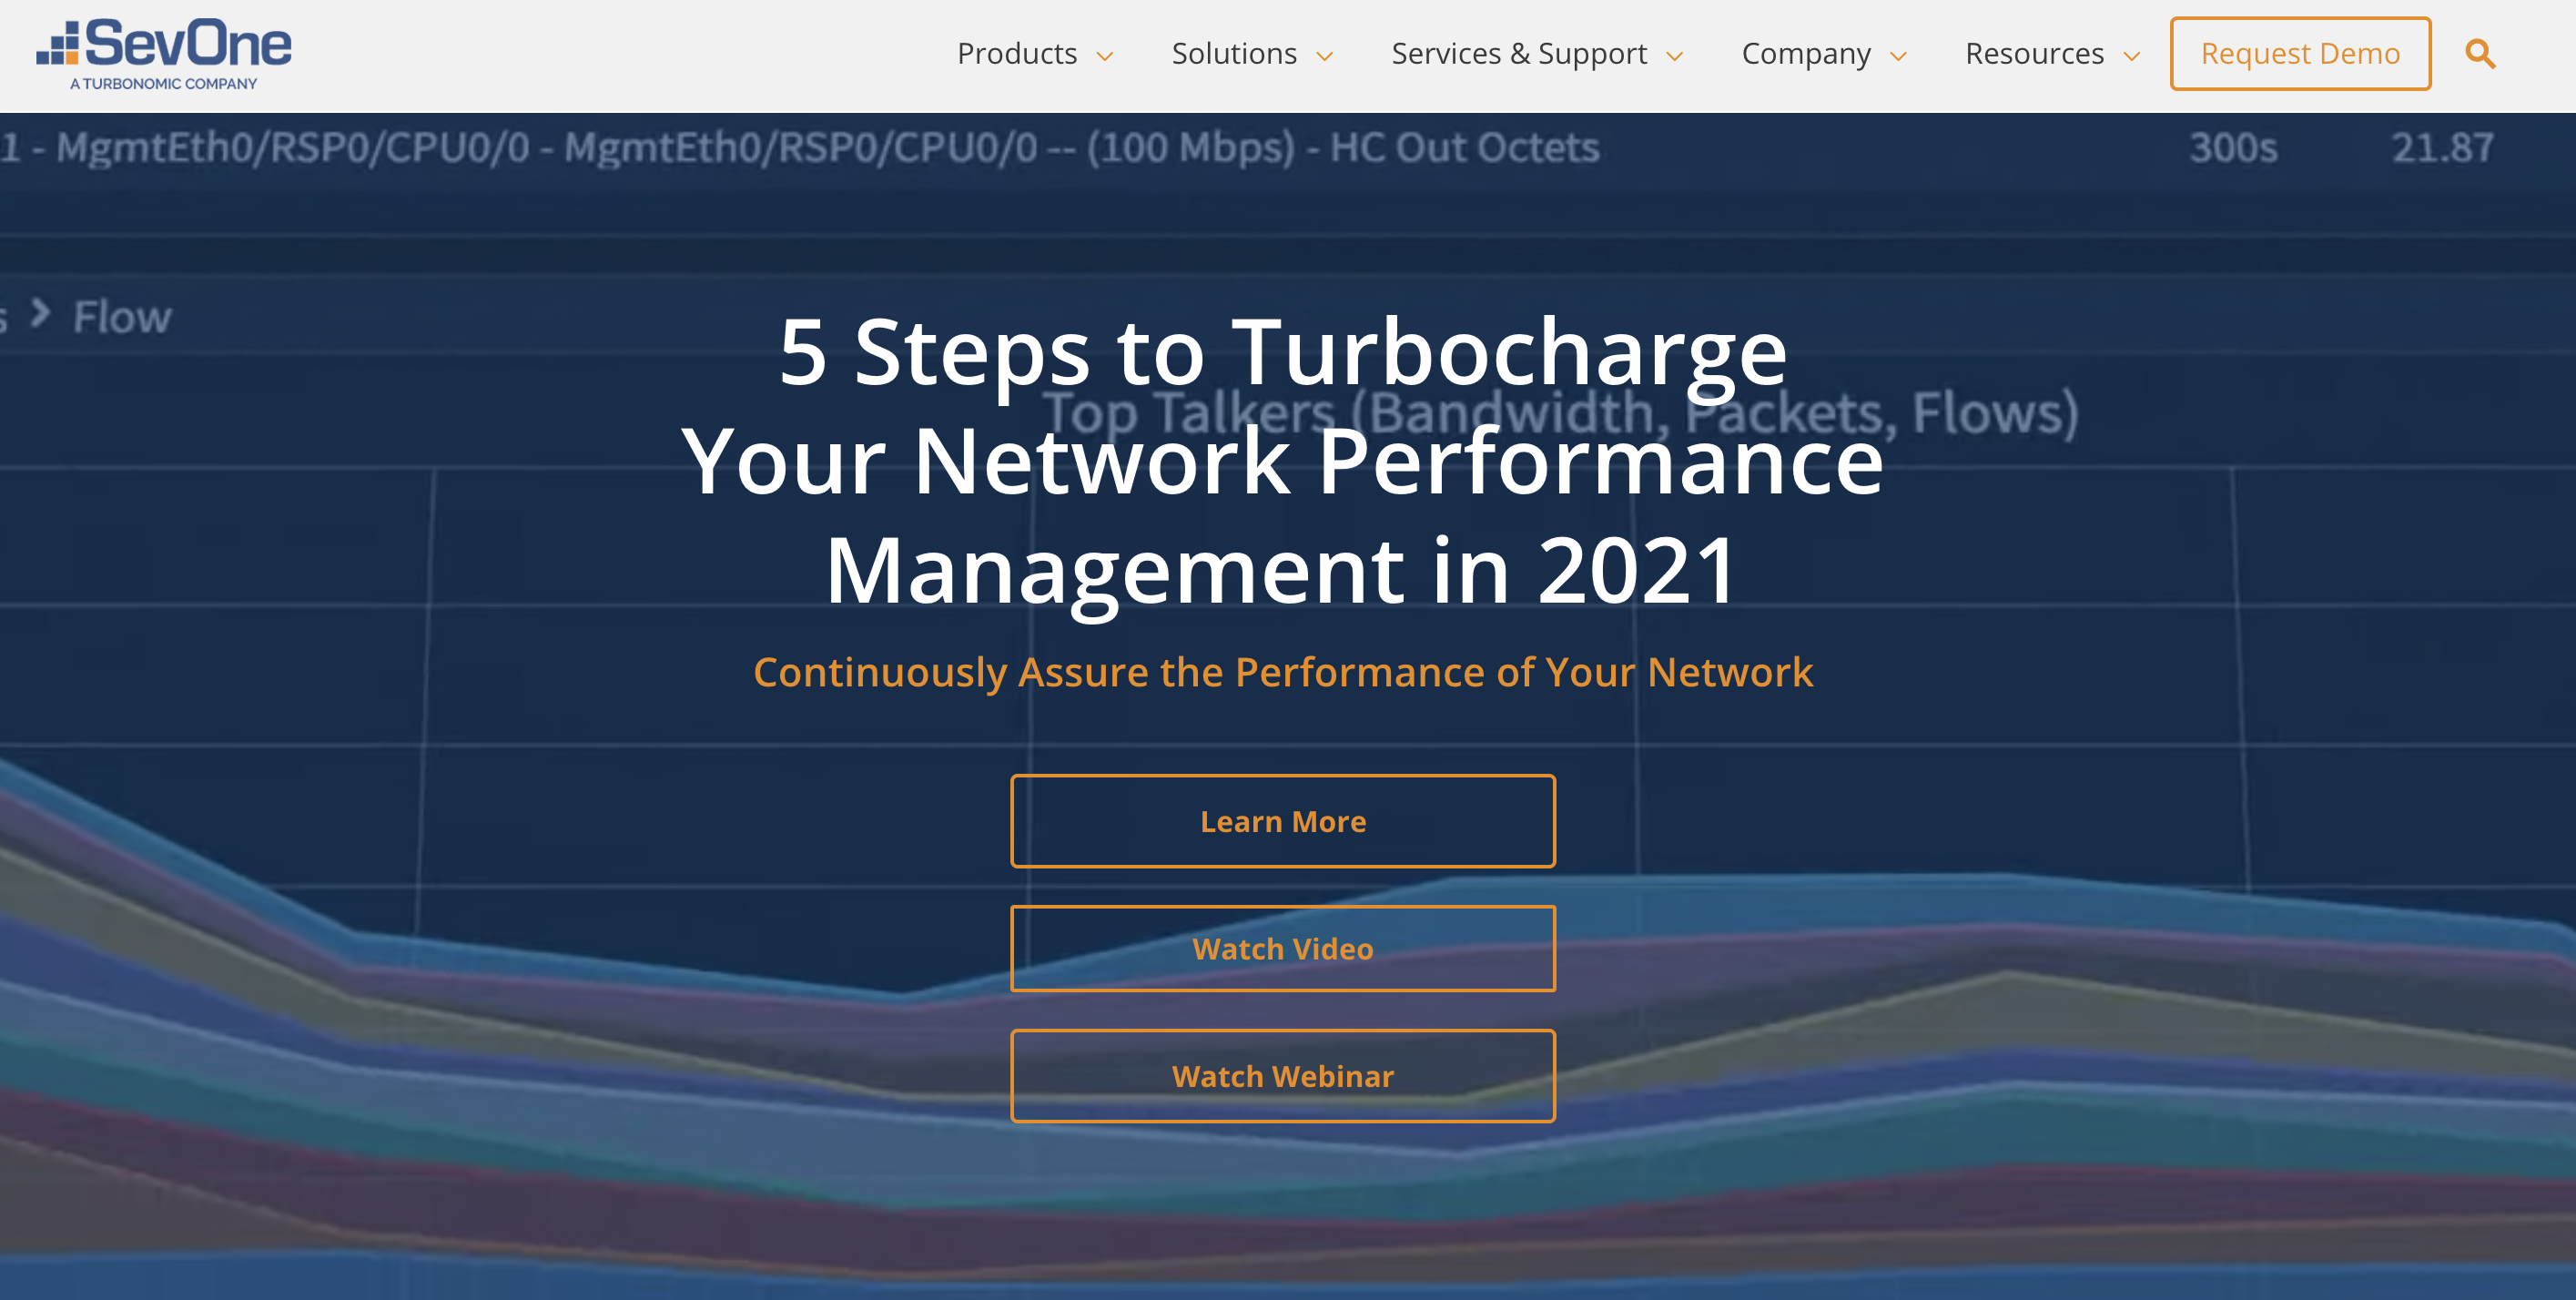 SevOne
A TURBONOMIC COMPANY
Products
Solutions
Services & Support
Company
Resources
Request Demo
1 - MgmtEth0/RSP0/CPU0/0 - MgmtEth0/RSP0/CPU0/0 -- (100 Mbps) - HC Out Octets 300s 21.87
s > Flow
Top Talkers (Bandwidth, Packets, Flows)
5 Steps to Turbocharge
Your Network Performance
Management in 2021
Continuously Assure the Performance of Your Network
Learn More
Watch Video
Watch Webinar